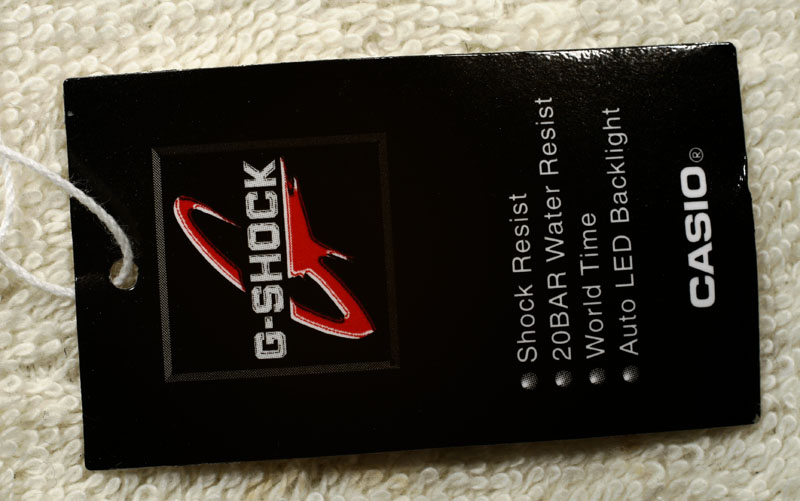 G-SHOCK
Shock Resist
20BAR Water Resist
World Time
Auto LED Backlight
CASIO®